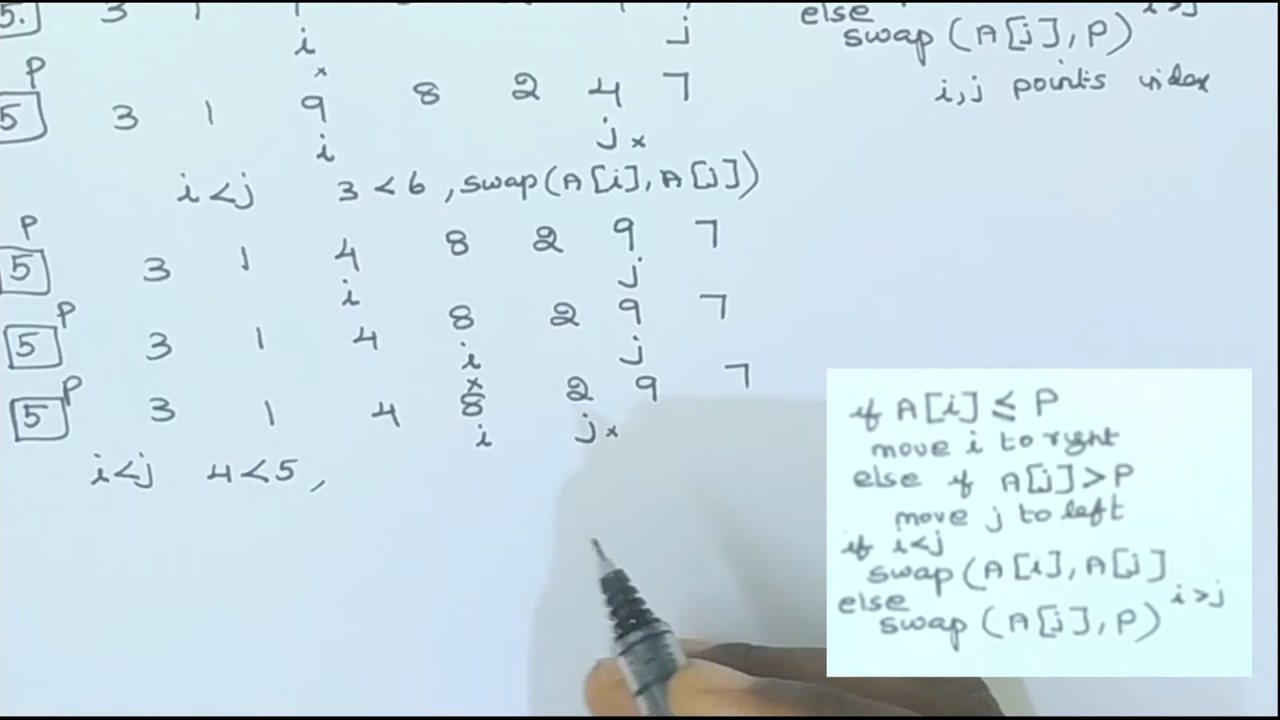 5. 3 1
i j
P
5 3 1 9 8 2 4 7
i j
i<j 3<6, swap(A[i], A[j])
P
5 3 1 4 8 2 9 7
i j
P
5 3 1 4 8 2 9 7
i j
P
5 3 1 4 8 2 9 7
i j
i<j 4<5,
else i>j
swap (A[j], P)
i,j points index
if A[i] ≤ P
move i to right
else if A[j]>P
move j to left
if i<j
swap (A[i], A[j]
else i>j
swap (A[j], P)